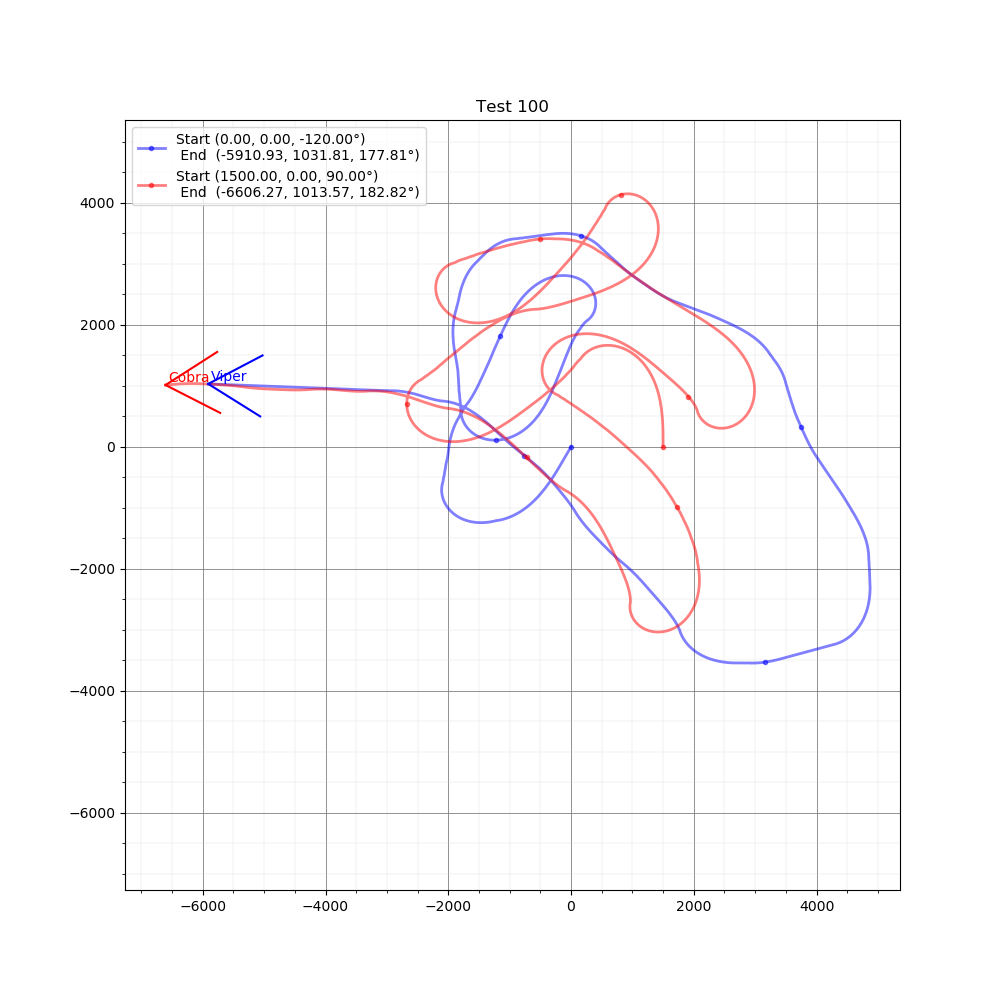 Test 100
Start (0.00, 0.00, -120.00°)
End  (-5910.93, 1031.81, 177.81°)
Start (1500.00, 0.00, 90.00°)
End  (-6606.27, 1013.57, 182.82°)
4000
2000
0
−2000
−4000
−6000
Cobra
Viper
−6000
−4000
−2000
0
2000
4000